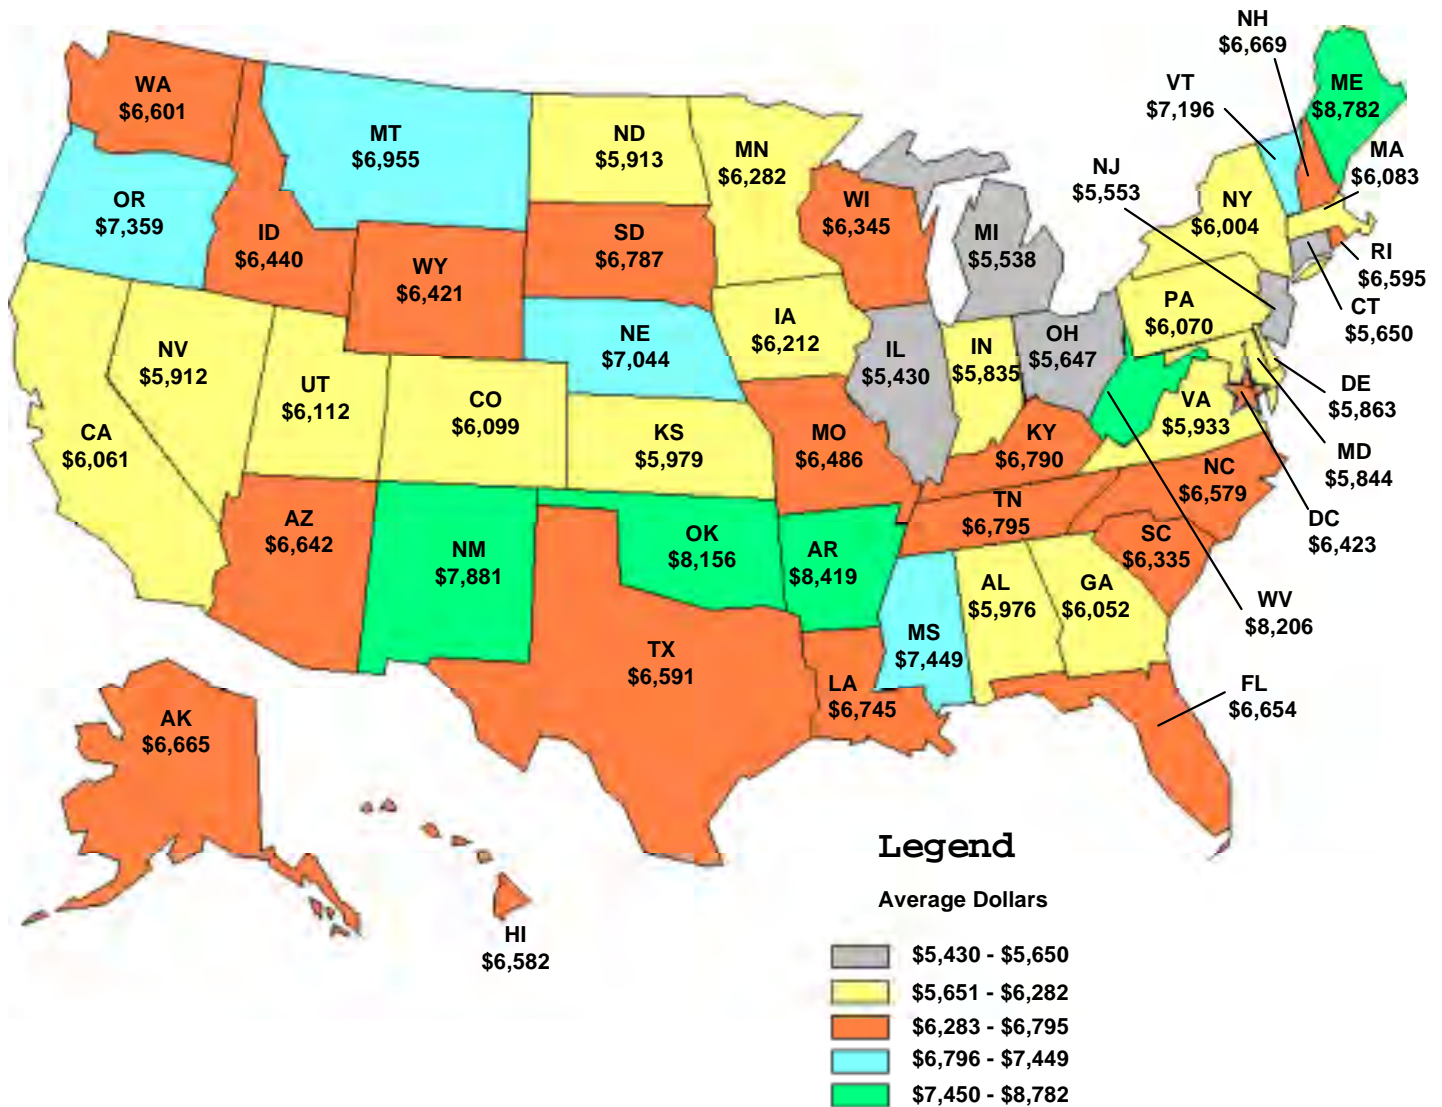 NH
$6,669
VT
$7,196
ME
$8,782
WA
$6,601
MT
$6,955
ND
$5,913
MN
$6,282
NJ
$5,553
MA
$6,083
OR
$7,359
ID
$6,440
WY
$6,421
SD
$6,787
WI
$6,345
MI
$5,538
NY
$6,004
RI
$6,595
CT
$5,650
NV
$5,912
UT
$6,112
CO
$6,099
NE
$7,044
IA
$6,212
IL
$5,430
IN
$5,835
OH
$5,647
PA
$6,070
DE
$5,863
CA
$6,061
KS
$5,979
MO
$6,486
KY
$6,790
VA
$5,933
MD
$5,844
AZ
$6,642
NM
$7,881
OK
$8,156
AR
$8,419
TN
$6,795
NC
$6,579
SC
$6,335
DC
$6,423
WV
$8,206
TX
$6,591
LA
$6,745
MS
$7,449
AL
$5,976
GA
$6,052
FL
$6,654
AK
$6,665
HI
$6,582
Legend
Average Dollars
$5,430 - $5,650
$5,651 - $6,282
$6,283 - $6,795
$6,796 - $7,449
$7,450 - $8,782